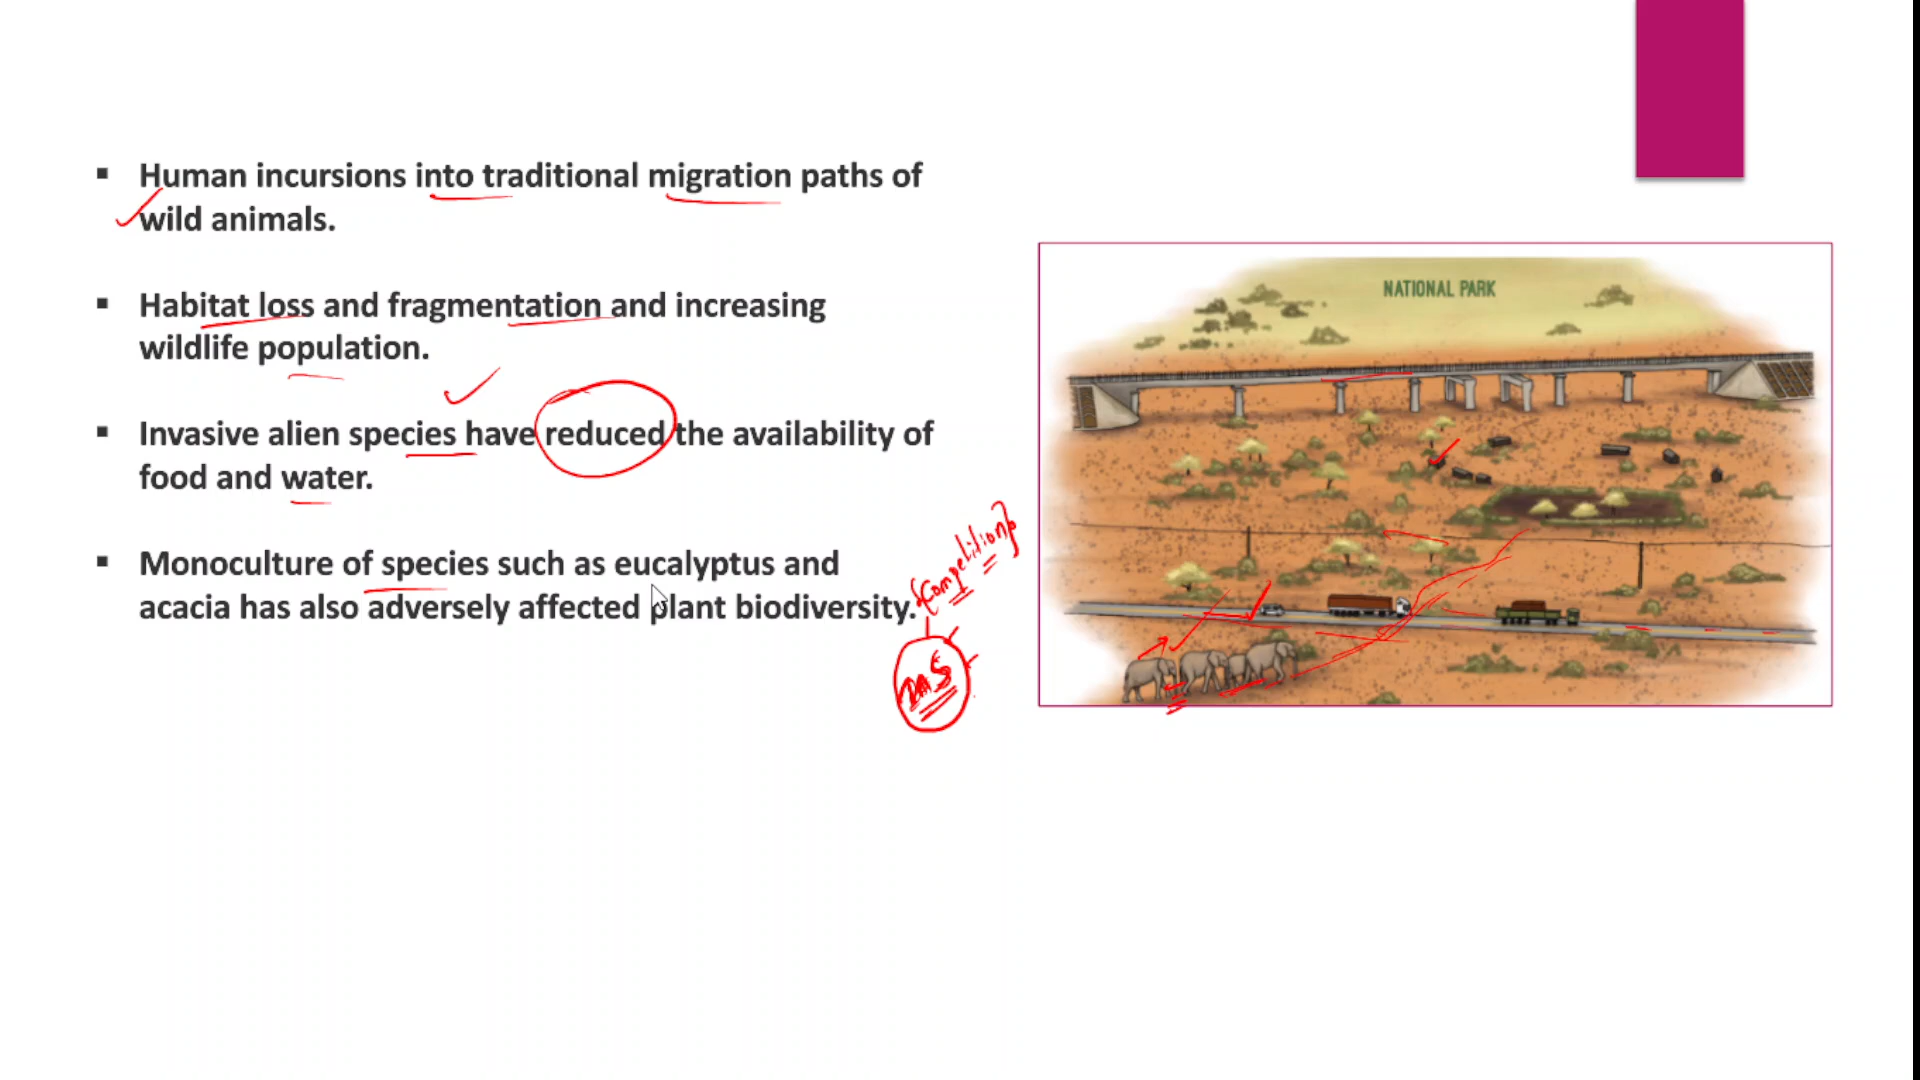 ▪ Human incursions into traditional migration paths of
wild animals.
▪ Habitat loss and fragmentation and increasing
wildlife population.
▪ Invasive alien species have reduced the availability of
food and water.
▪ Monoculture of species such as eucalyptus and
acacia has also adversely affected plant biodiversity.
{Competition}
IAS
NATIONAL PARK